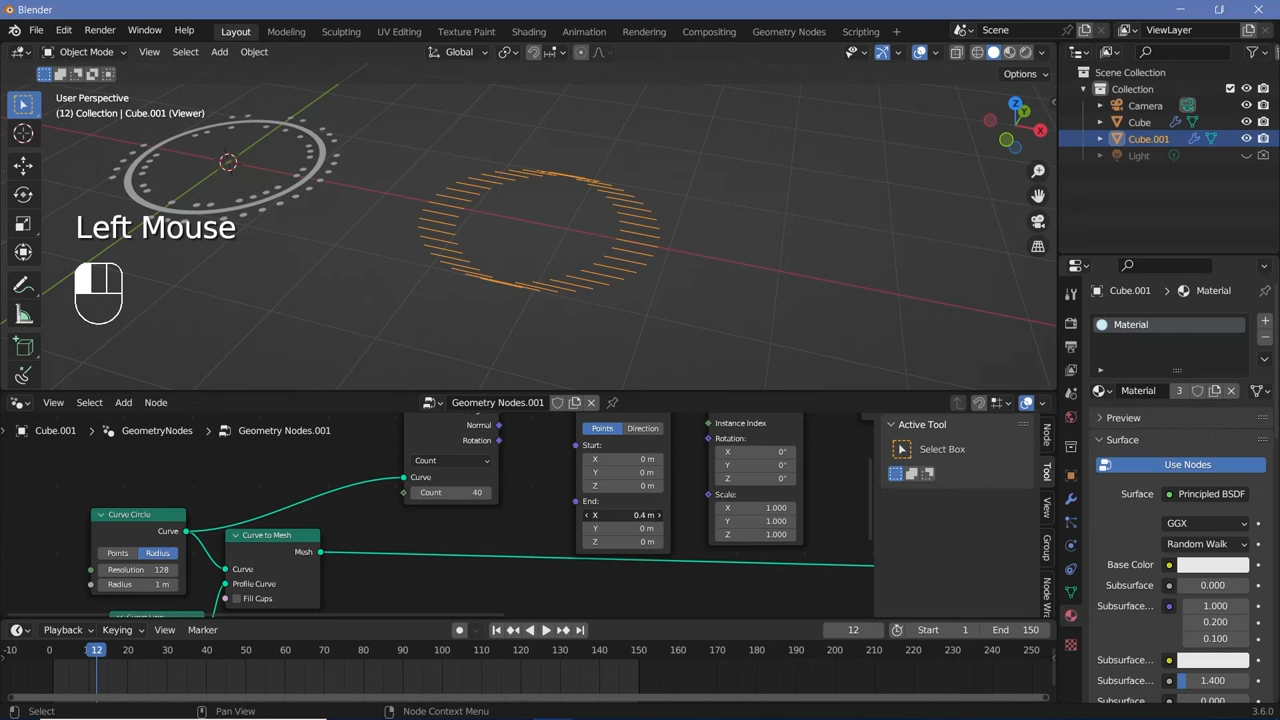 Blender
File Edit Render Window Help Layout Modeling Sculpting UV Editing Texture Paint Shading Animation Rendering Compositing Geometry Nodes Scripting + Scene ViewLayer
Object Mode View Select Add Object Global
Options
User Perspective
(12) Collection | Cube.001 (Viewer)
Z
Y
X
Left Mouse
Scene Collection
Collection
Camera
Cube
Cube.001
Light
View Select Add Node Geometry Nodes.001
Cube.001 > GeometryNodes > Geometry Nodes.001
Normal
Rotation
Count
Curve
Count 40
Points Direction
Start:
X 0 m
Y 0 m
Z 0 m
End:
X 0.4 m
Y 0 m
Z 0 m
Instance Index
Rotation:
X 0°
Y 0°
Z 0°
Scale:
X 1.000
Y 1.000
Z 1.000
Curve Circle
Curve
Points Radius
Resolution 128
Radius 1 m
Curve to Mesh
Mesh
Curve
Profile Curve
Fill Caps
Active Tool
Select Box
Node
Tool
View
Group
Node Wra
Cube.001 > Material
Material
Material 3
Preview
Surface
Use Nodes
Surface Principled BSDF
GGX
Random Walk
Base Color
Subsurface 0.000
Subsurface... 1.000
0.200
0.100
Subsurface...
Subsurface... 1.400
Playback Keying View Marker 12 Start 1 End 150
-10 0 12 20 30 40 50 60 70 80 90 100 110 120 130 140 150 160 170 180 190 200 210 220 230 240 250
Select Pan View Node Context Menu 3.6.0